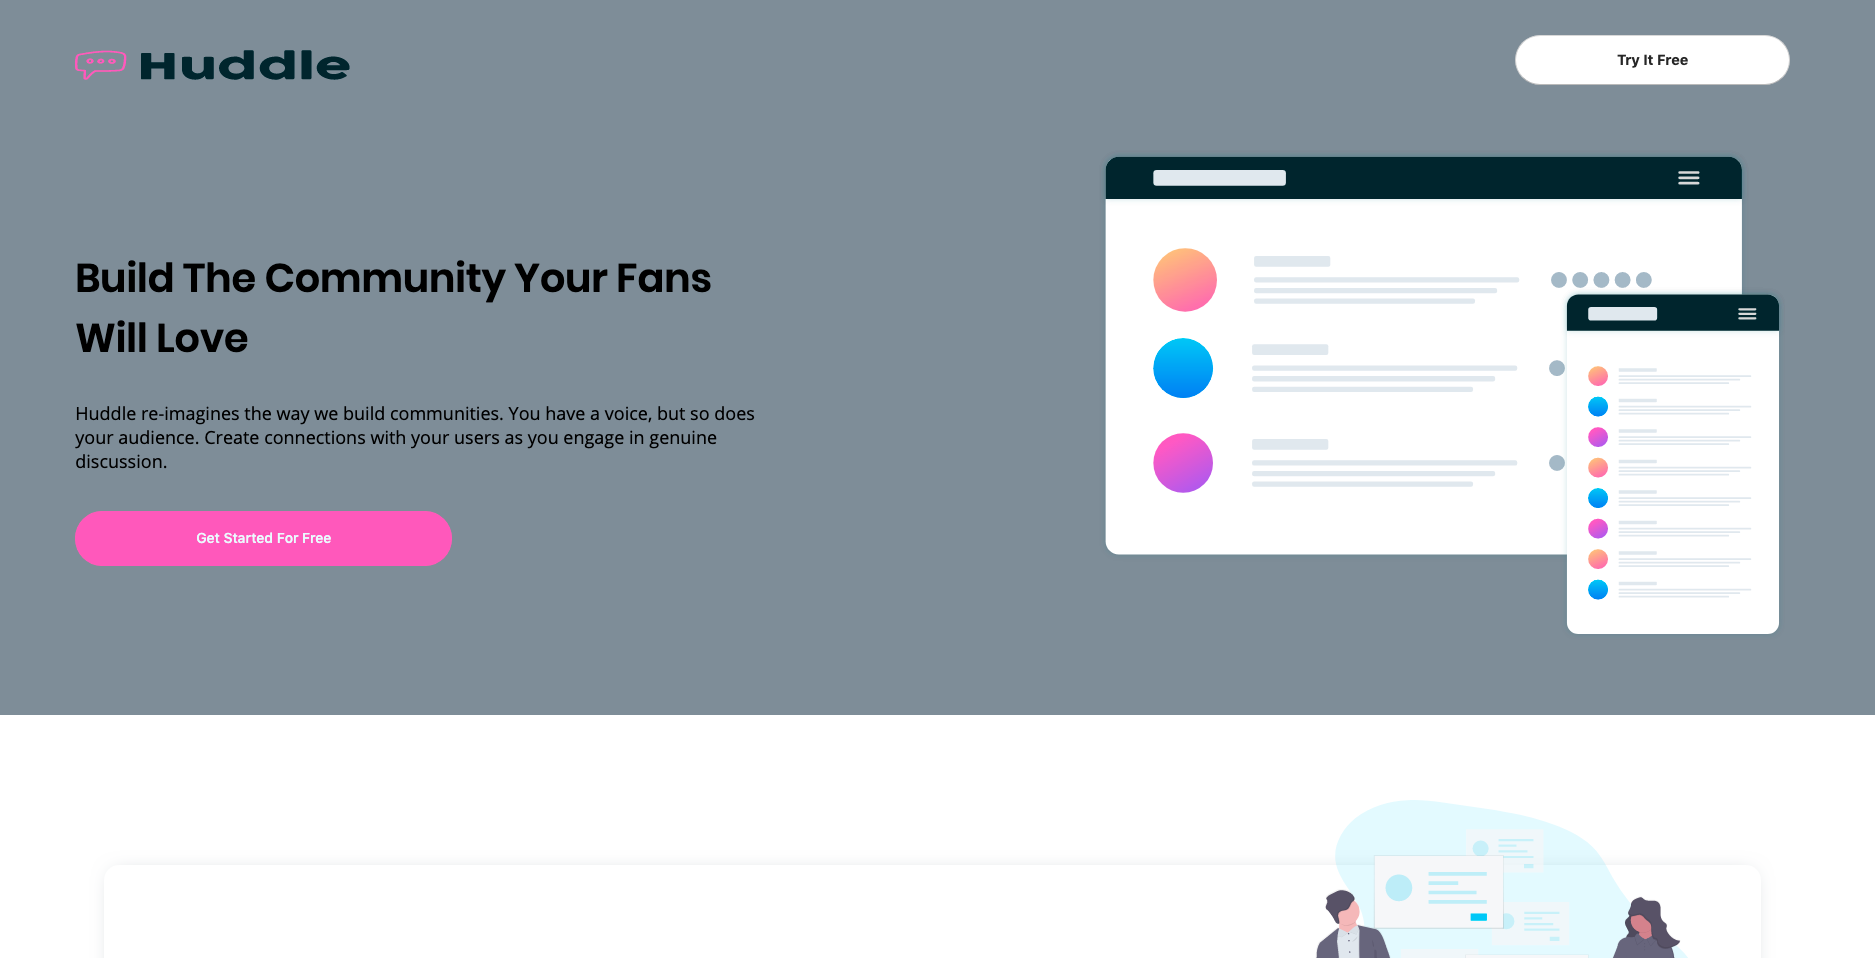 Huddle
Try It Free
Build The Community Your Fans
Will Love
Huddle re-imagines the way we build communities. You have a voice, but so does
your audience. Create connections with your users as you engage in genuine
discussion.
Get Started For Free